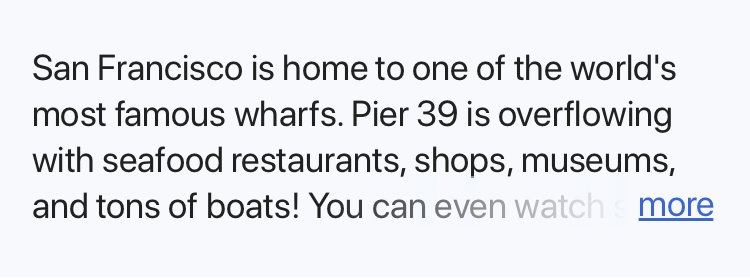 San Francisco is home to one of the world's
most famous wharfs. Pier 39 is overflowing
with seafood restaurants, shops, museums,
and tons of boats! You can even watch more